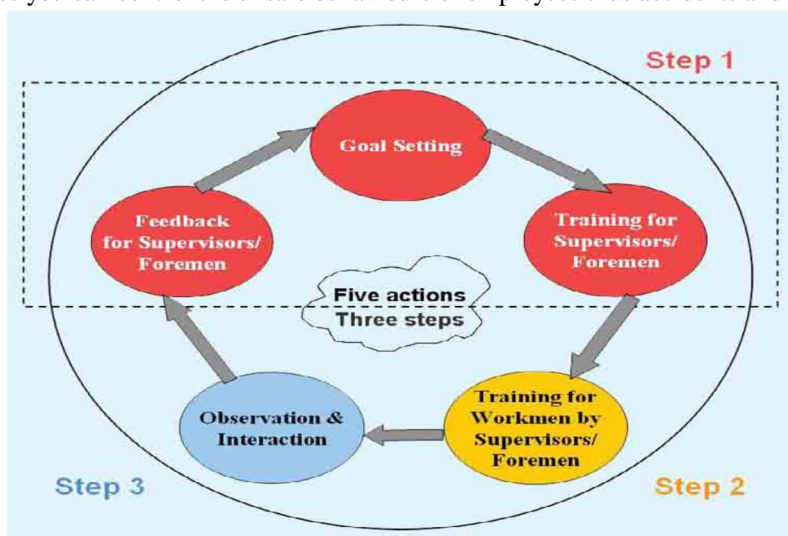 Step 1
Goal Setting
Feedback
for Supervisors/
Foremen
Training for
Supervisors/
Foremen
Five actions
Three steps
Observation &
Interaction
Training for
Workmen by
Supervisors/
Foremen
Step 3
Step 2